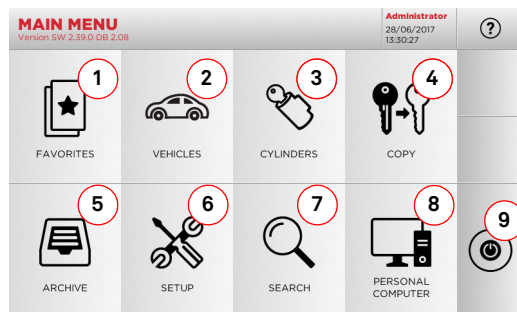 MAIN MENU
Version SW 2.39.0 DB 2.08
Administrator
28/06/2017
13:30:27
?
1
2
3
4
FAVORITES
VEHICLES
CYLINDERS
COPY
5
6
7
8
9
ARCHIVE
SETUP
SEARCH
PERSONAL
COMPUTER